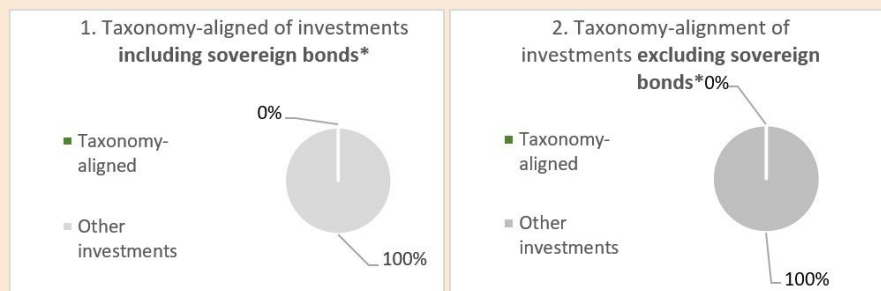 1. Taxonomy-aligned of investments
including sovereign bonds*
0%
Taxonomy-
aligned
Other
investments
100%
2. Taxonomy-alignment of
investments excluding sovereign
bonds*0%
Taxonomy-
aligned
Other
investments
100%